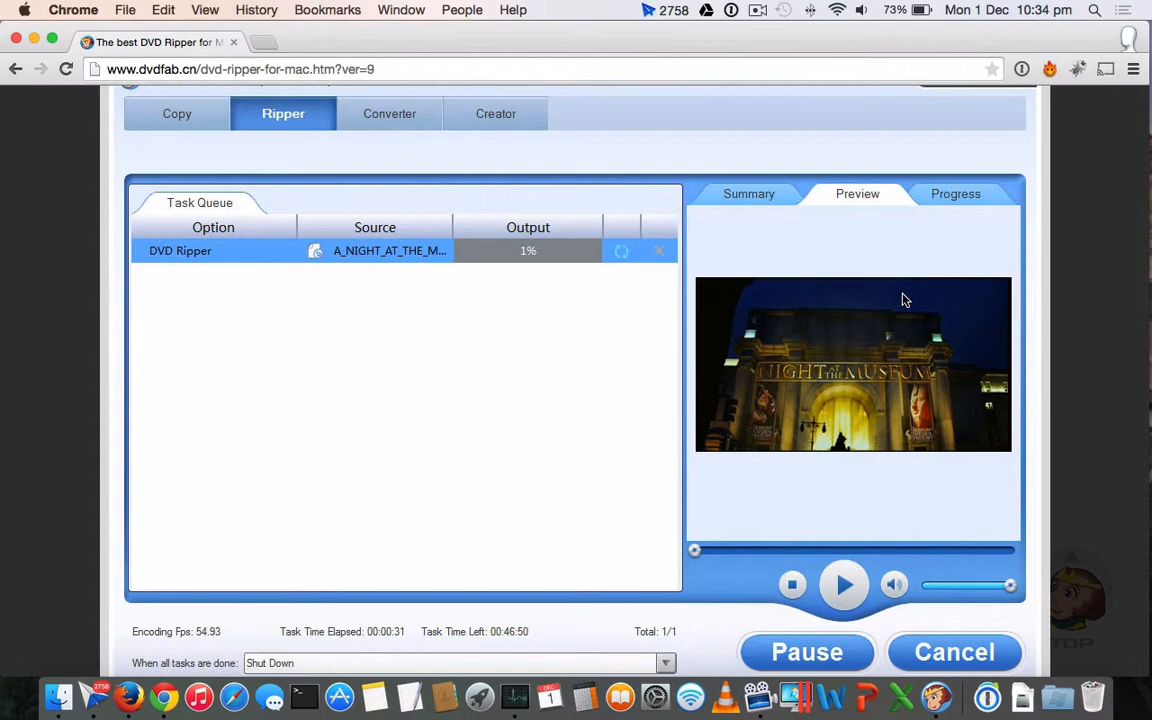 Chrome File Edit View History Bookmarks Window People Help 2758 73% Mon 1 Dec 10:34 pm
The best DVD Ripper for M
www.dvdfab.cn/dvd-ripper-for-mac.htm?ver=9
Copy Ripper Converter Creator
Task Queue Summary Preview Progress
Option Source Output
DVD Ripper A_NIGHT_AT_THE_M... 1%
NIGHT AT THE MUSEUM
Encoding Fps: 54.93 Task Time Elapsed: 00:00:31 Task Time Left: 00:46:50 Total: 1/1
Pause Cancel
When all tasks are done: Shut Down
TOP
2758
DEC 1